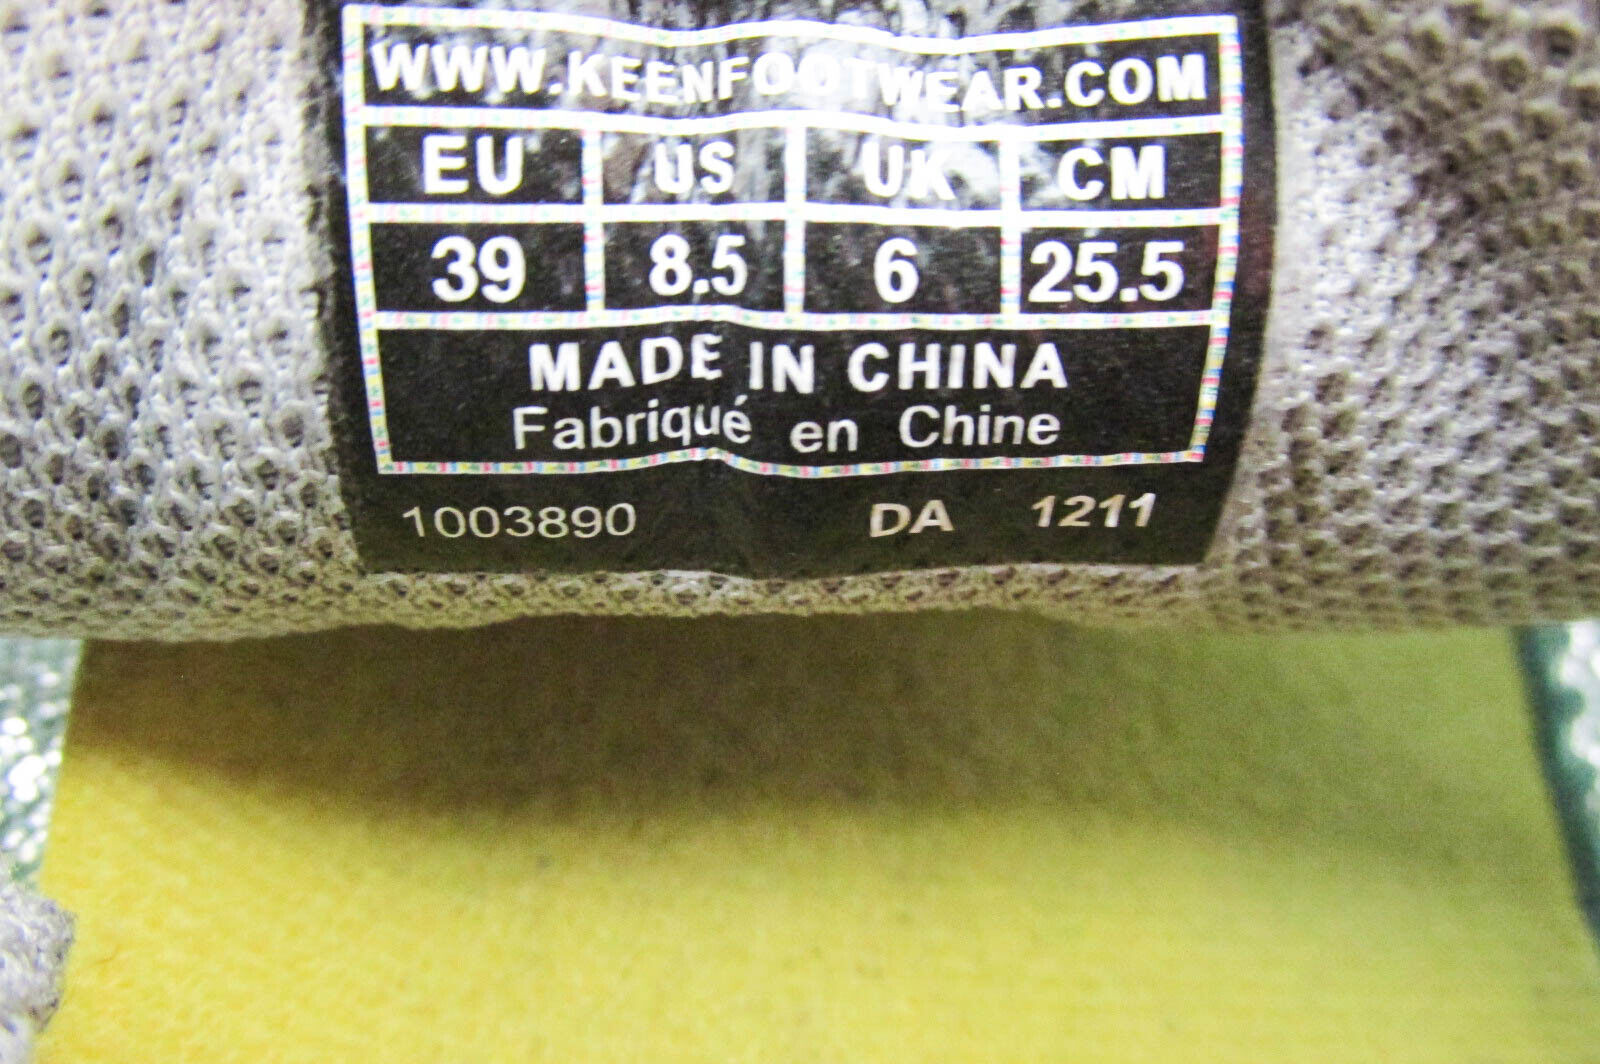 WWW.KEENFOOTWEAR.COM
EU US UK CM
39 8.5 6 25.5
MADE IN CHINA
Fabriqué en Chine
1003890 DA 1211